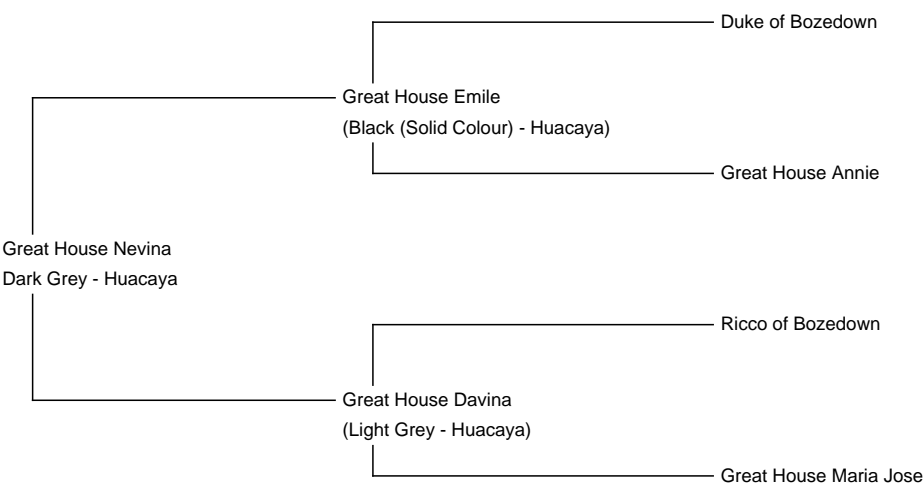 Duke of Bozedown
Great House Emile
(Black (Solid Colour) - Huacaya)
Great House Annie
Great House Nevina
Dark Grey - Huacaya
Ricco of Bozedown
Great House Davina
(Light Grey - Huacaya)
Great House Maria Jose